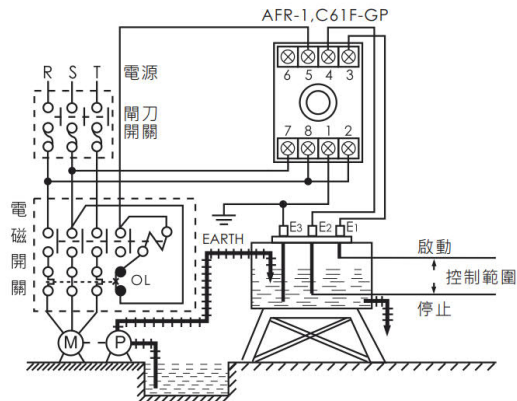 AFR-1,C61F-GP
R S T 電源
6 5 4 3
閘刀
開關
7 8 1 2
電磁開關
E3 E2 E1
EARTH
啟動
控制範圍
OL
停止
M P